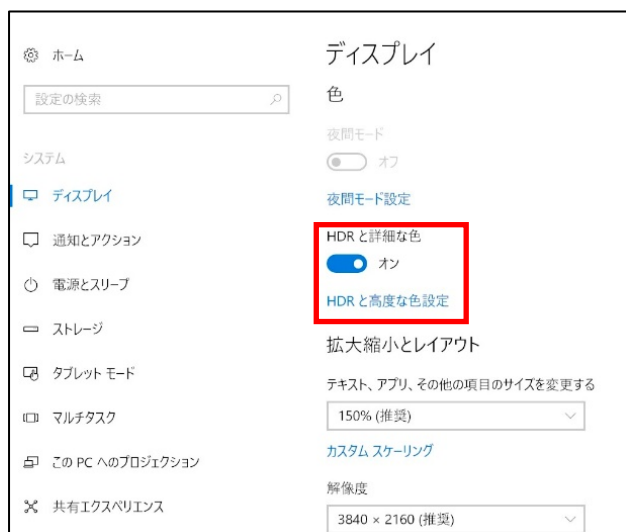 ホーム
設定の検索
システム
ディスプレイ
通知とアクション
電源とスリープ
ストレージ
タブレット モード
マルチタスク
この PC へのプロジェクション
共有エクスペリエンス
ディスプレイ
色
夜間モード
オフ
夜間モード設定
HDR と詳細な色
オン
HDR と高度な色設定
拡大縮小とレイアウト
テキスト、アプリ、その他の項目のサイズを変更する
150% (推奨)
カスタム スケーリング
解像度
3840 × 2160 (推奨)